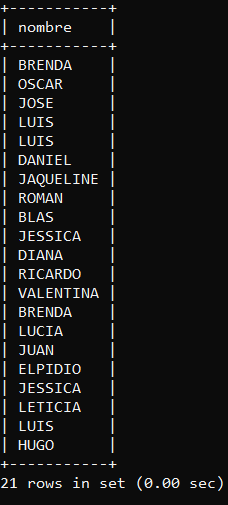 +-----------+
| nombre    |
+-----------+
| BRENDA    |
| OSCAR     |
| JOSE      |
| LUIS      |
| LUIS      |
| DANIEL    |
| JAQUELINE |
| ROMAN     |
| BLAS      |
| JESSICA   |
| DIANA     |
| RICARDO   |
| VALENTINA |
| BRENDA    |
| LUCIA     |
| JUAN      |
| ELPIDIO   |
| JESSICA   |
| LETICIA   |
| LUIS      |
| HUGO      |
+-----------+
21 rows in set (0.00 sec)